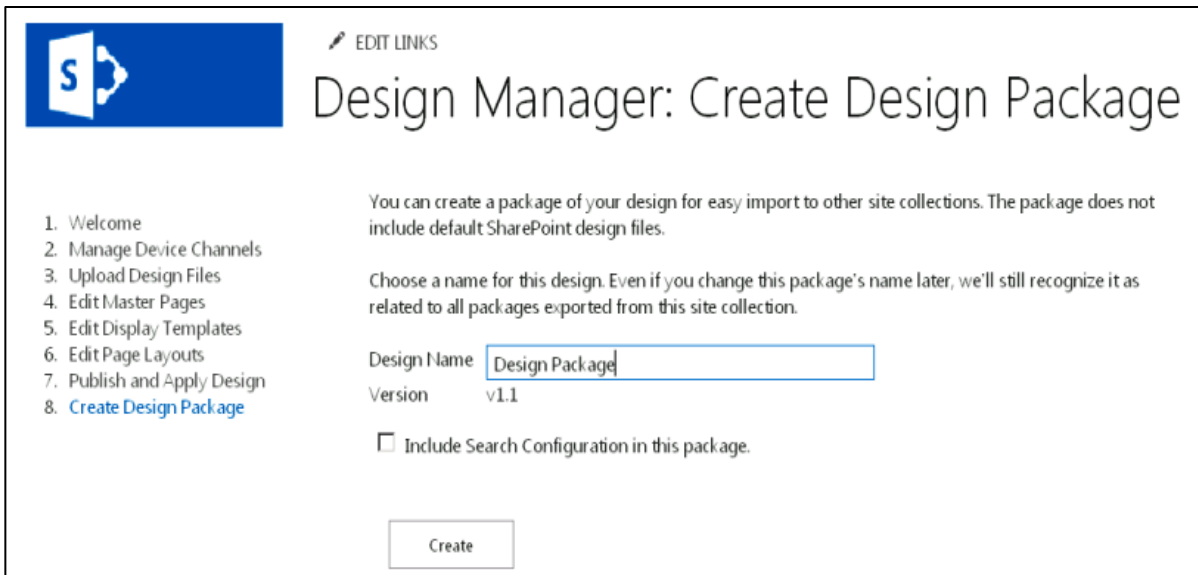 S
EDIT LINKS
Design Manager: Create Design Package
1. Welcome
2. Manage Device Channels
3. Upload Design Files
4. Edit Master Pages
5. Edit Display Templates
6. Edit Page Layouts
7. Publish and Apply Design
8. Create Design Package
You can create a package of your design for easy import to other site collections. The package does not
include default SharePoint design files.
Choose a name for this design. Even if you change this package's name later, we'll still recognize it as
related to all packages exported from this site collection.
Design Name Design Package
Version v1.1
Include Search Configuration in this package.
Create